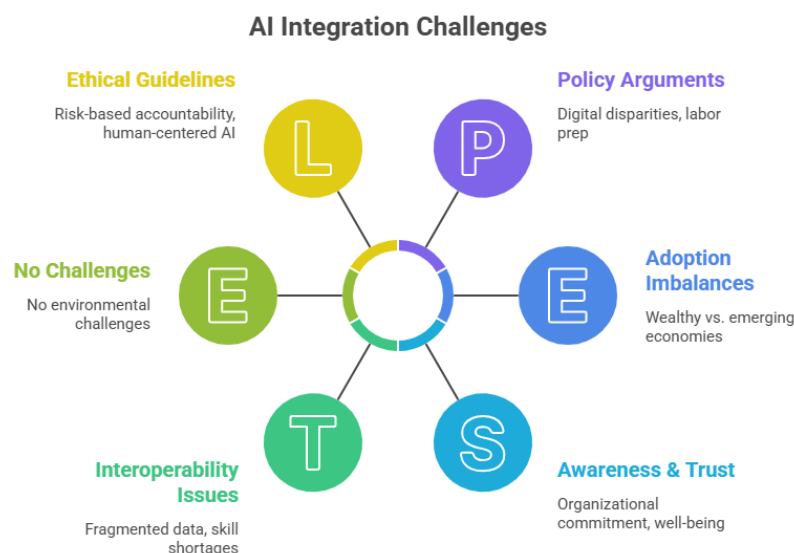 AI Integration Challenges
Ethical Guidelines
Risk-based accountability,
human-centered AI
L
P
Policy Arguments
Digital disparities, labor
prep
No Challenges
No environmental
challenges
E
E
Adoption
Imbalances
Wealthy vs. emerging
economies
Interoperability
Issues
Fragmented data, skill
shortages
T
S
Awareness & Trust
Organizational
commitment, well-being